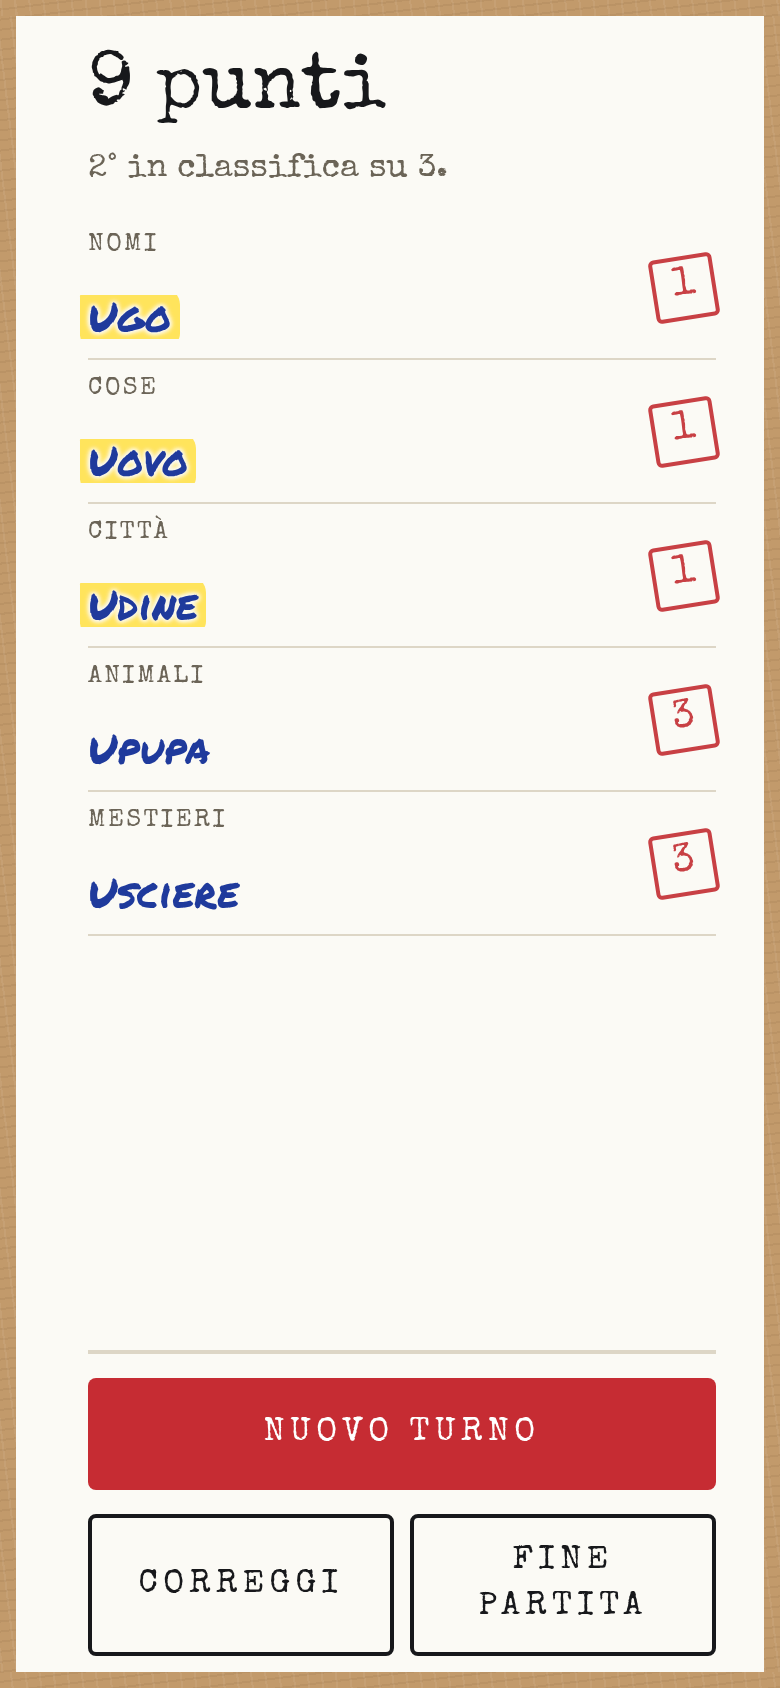 9 punti
2° in classifica su 3.
NOMI
1
UGO
COSE
1
UOVO
CITTÀ
1
UDINE
ANIMALI
3
UPUPA
MESTIERI
3
USCIERE
NUOVO TURNO
CORREGGI
FINE
PARTITA